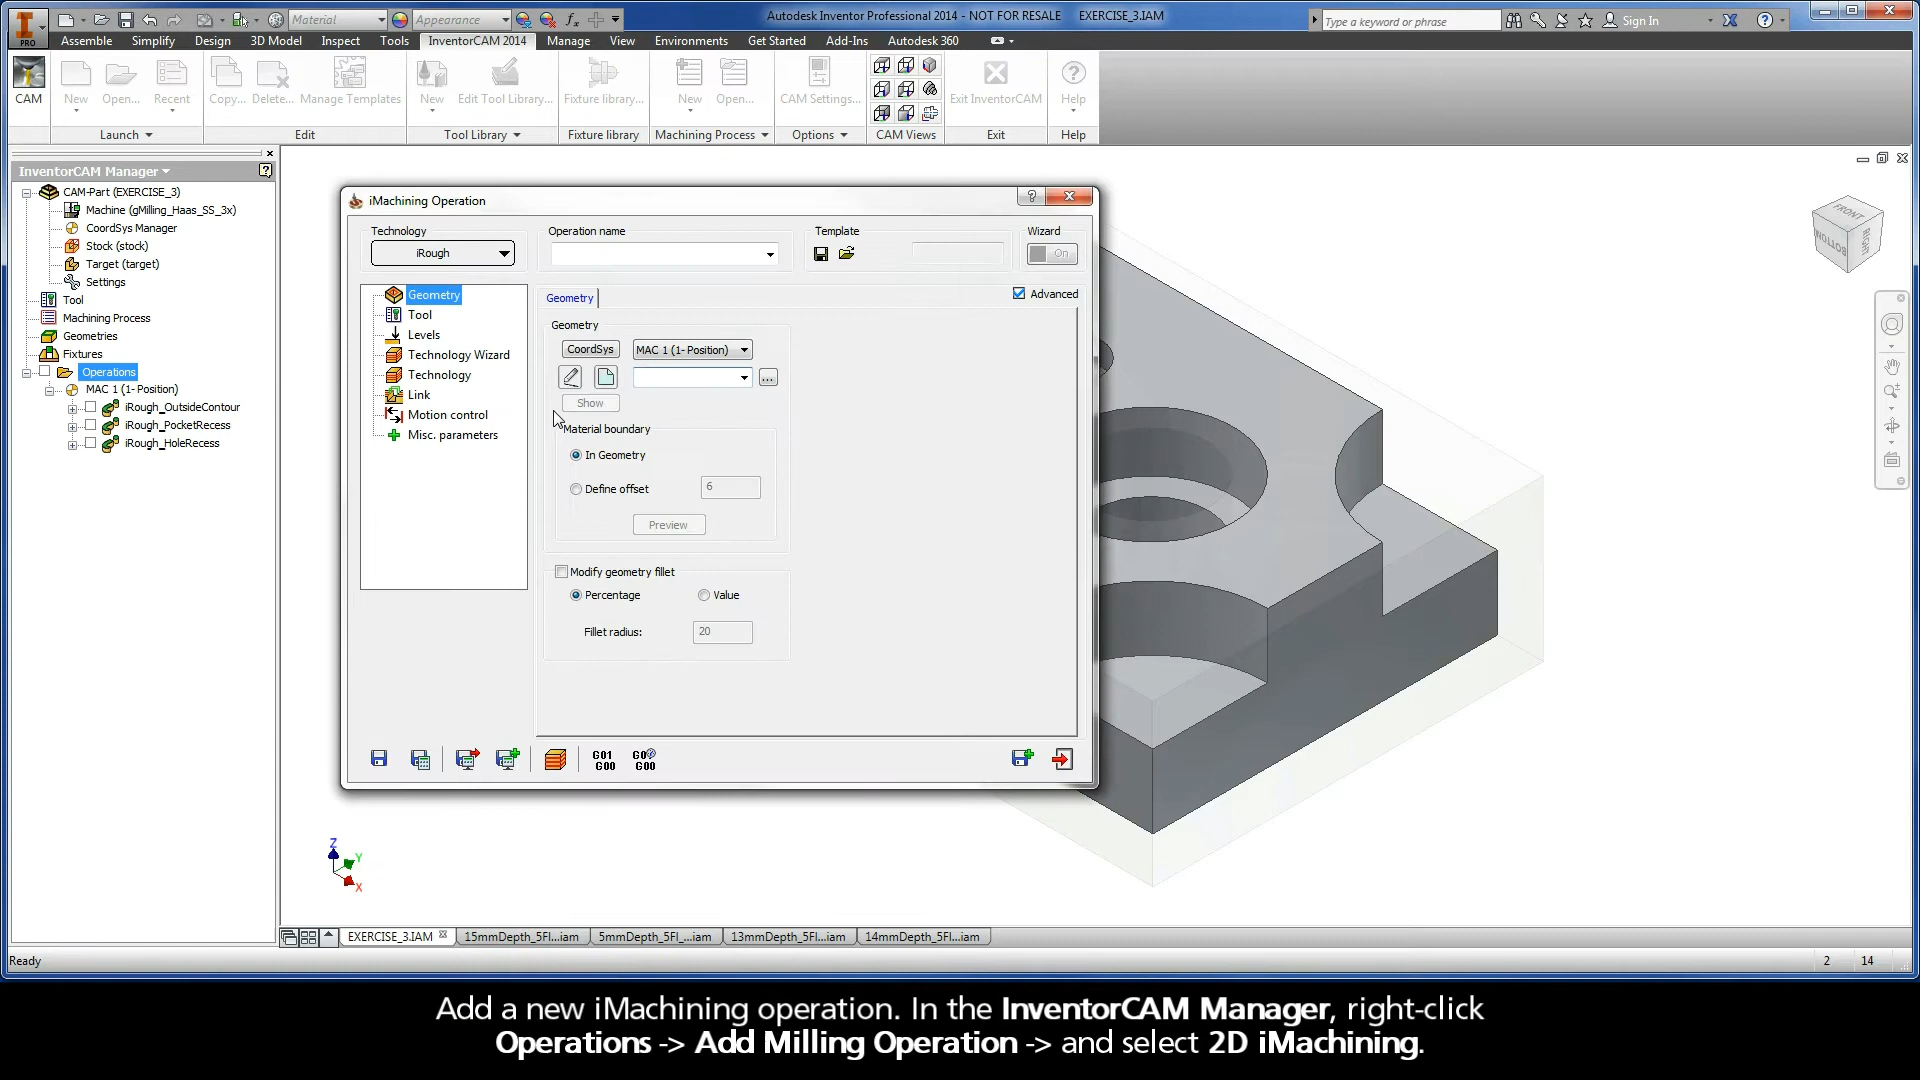 Material
Appearance
Autodesk Inventor Professional 2014 - NOT FOR RESALE EXERCISE_3.IAM
Type a keyword or phrase
Sign In
PRO
Assemble Simplify Design 3D Model Inspect Tools InventorCAM 2014 Manage View Environments Get Started Add-Ins Autodesk 360
CAM New Open... Recent Copy... Delete... Manage Templates New Edit Tool Library... Fixture library... New Open... CAM Settings... Exit InventorCAM Help
Launch Edit Tool Library Fixture library Machining Process Options CAM Views Exit Help
InventorCAM Manager
CAM-Part (EXERCISE_3)
Machine (gMilling_Haas_SS_3x)
CoordSys Manager
Stock (stock)
Target (target)
Settings
Tool
Machining Process
Geometries
Fixtures
Operations
MAC 1 (1- Position)
iRough_OutsideContour
iRough_PocketRecess
iRough_HoleRecess
iMachining Operation
Technology
iRough
Operation name
Template
Wizard
On
Geometry
Tool
Levels
Technology Wizard
Technology
Link
Motion control
Misc. parameters
Geometry
Advanced
Geometry
CoordSys
MAC 1 (1- Position)
Show
Material boundary
In Geometry
Define offset
6
Preview
Modify geometry fillet
Percentage
Value
Fillet radius:
20
G01
G00
G0
G00
FRONT
BOTTOM
RIGHT
Z
Y
X
EXERCISE_3.IAM 15mmDepth_5Fl...iam 5mmDepth_5Fl_...iam 13mmDepth_5Fl...iam 14mmDepth_5Fl...iam
Ready
2 14
Add a new iMachining operation. In the InventorCAM Manager, right-click
Operations -> Add Milling Operation -> and select 2D iMachining.